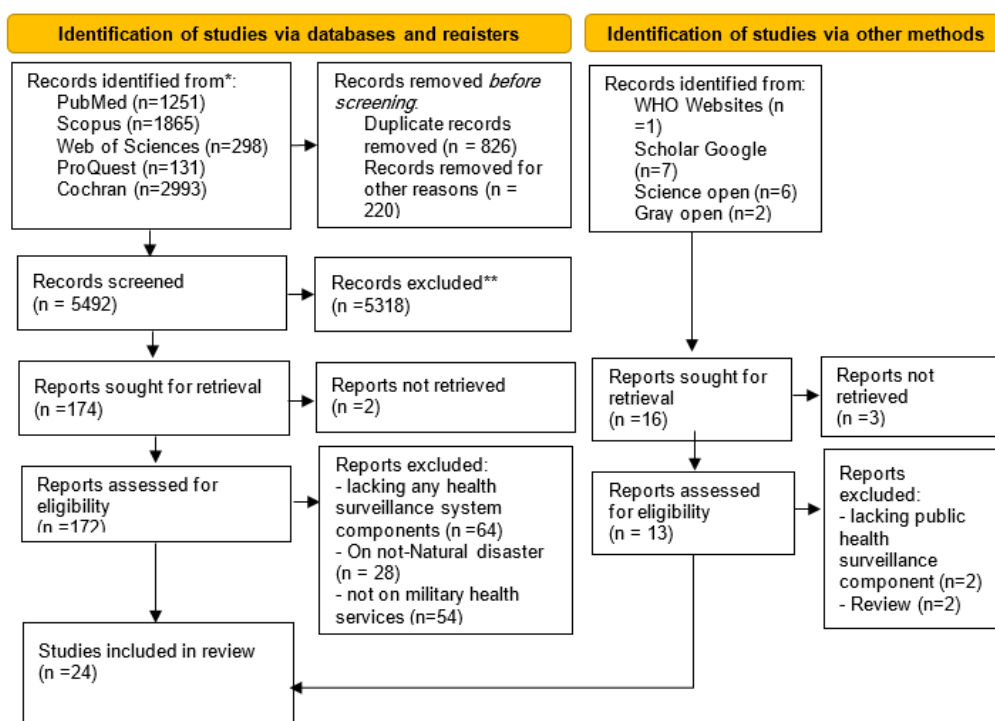 Identification of studies via databases and registers
Identification of studies via other methods
Records identified from*:
PubMed (n=1251)
Scopus (n=1865)
Web of Sciences (n=298)
ProQuest (n=131)
Cochran (n=2993)
Records removed before
screening:
Duplicate records
removed (n = 826)
Records removed for
other reasons (n =
220)
Records identified from:
WHO Websites (n
=1)
Scholar Google
(n=7)
Science open (n=6)
Gray open (n=2)
Records screened
(n = 5492)
Records excluded**
(n =5318)
Reports sought for retrieval
(n =174)
Reports not retrieved
(n =2)
Reports sought for
retrieval
(n =16)
Reports not
retrieved
(n =3)
Reports assessed for
eligibility
(n =172)
Reports excluded:
- lacking any health
surveillance system
components (n =64)
- On not-Natural disaster
(n = 28)
- not on military health
services (n=54)
Reports assessed
for eligibility
(n = 13)
Reports
excluded:
- lacking public
health
surveillance
component (n=2)
- Review (n=2)
Studies included in review
(n =24)